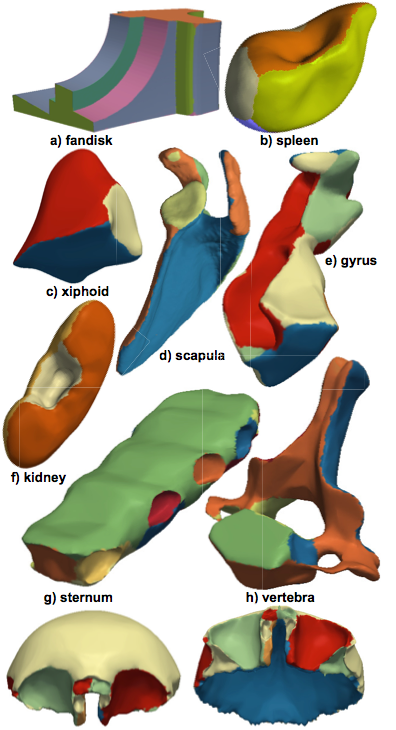 a) fandisk
b) spleen
c) xiphoid
e) gyrus
d) scapula
f) kidney
g) sternum
h) vertebra